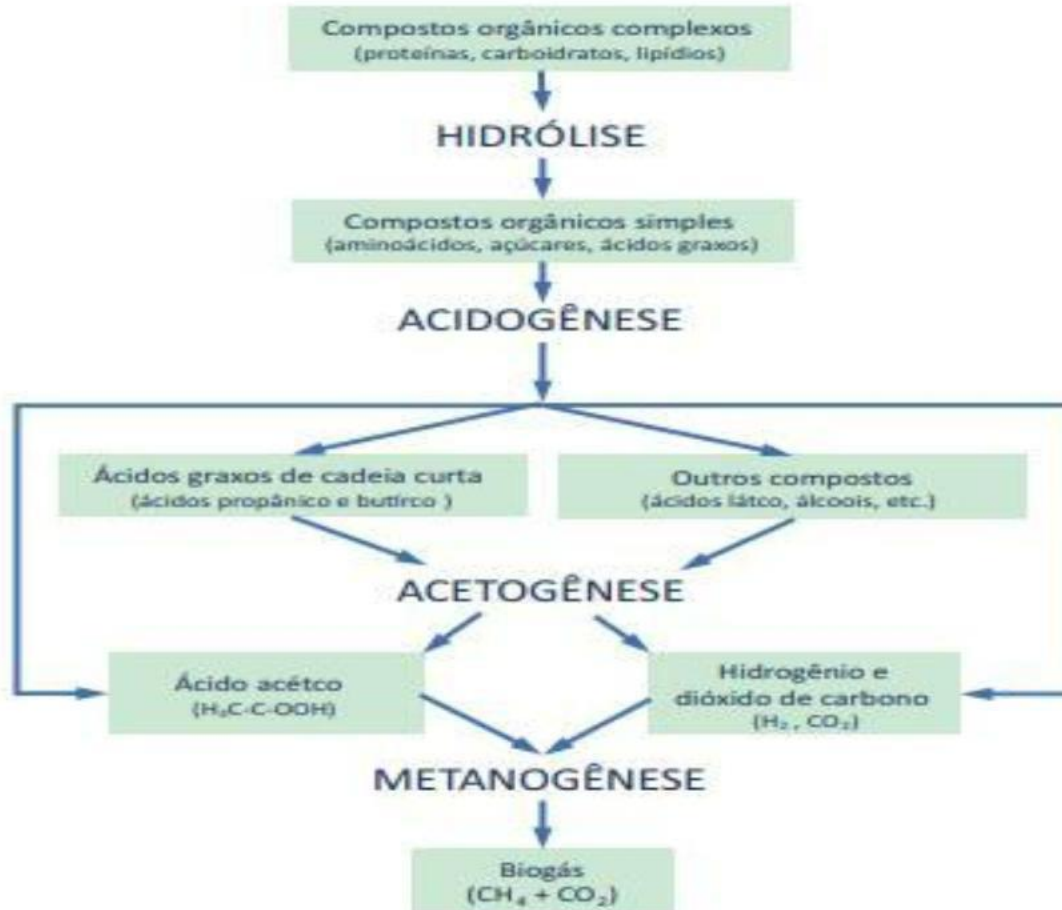 Compostos orgânicos complexos
(proteínas, carboidratos, lipídios)
HIDRÓLISE
Compostos orgânicos simples
(aminoácidos, açúcares, ácidos graxos)
ACIDOGÊNESE
Ácidos graxos de cadeia curta
(ácidos propânico e butírco )
Outros compostos
(ácidos látco, álcoois, etc.)
ACETOGÊNESE
Ácido acétco
(H₃C-C-OOH)
Hidrogênio e
dióxido de carbono
(H₂ , CO₂)
METANOGÊNESE
Biogás
(CH₄ + CO₂)